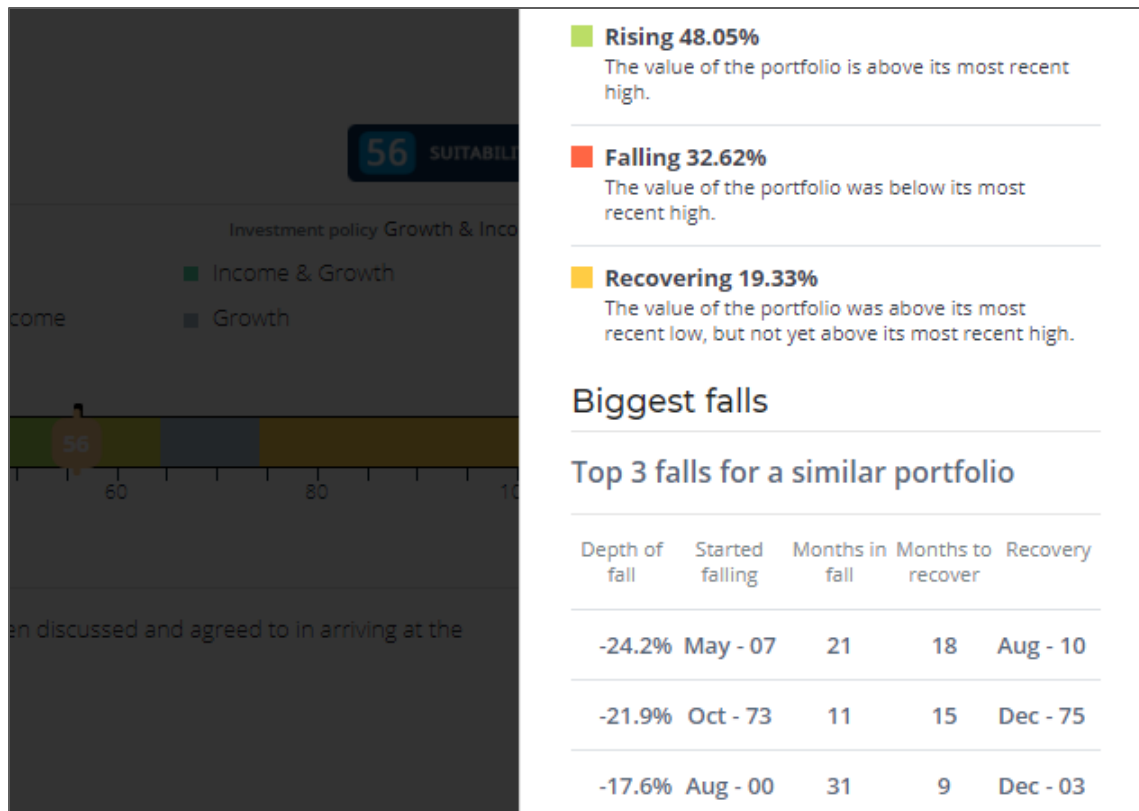 Rising 48.05%
The value of the portfolio is above its most recent
high.
56 SUITABILI
Falling 32.62%
The value of the portfolio was below its most
recent high.
Investment policy Growth & Inco
Income & Growth
Recovering 19.33%
The value of the portfolio was above its most
recent low, but not yet above its most recent high.
come
Growth
Biggest falls
56
60 80 10
Top 3 falls for a similar portfolio
Depth of fall Started falling Months in fall Months to recover Recovery
en discussed and agreed to in arriving at the
-24.2% May - 07 21 18 Aug - 10
-21.9% Oct - 73 11 15 Dec - 75
-17.6% Aug - 00 31 9 Dec - 03